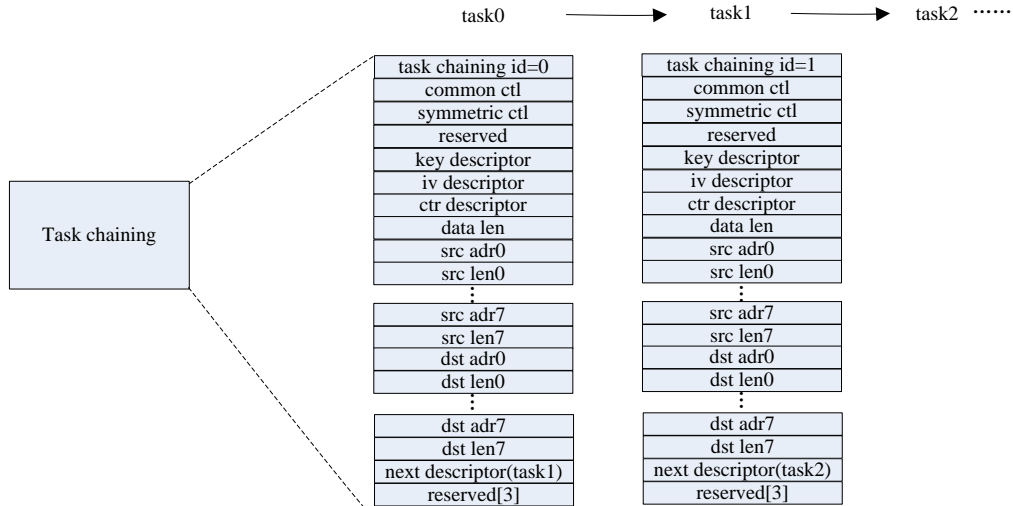 task0
task1
task2 ······
Task chaining
task chaining id=0
common ctl
symmetric ctl
reserved
key descriptor
iv descriptor
ctr descriptor
data len
src adr0
src len0
⋮
src adr7
src len7
dst adr0
dst len0
⋮
dst adr7
dst len7
next descriptor(task1)
reserved[3]
task chaining id=1
common ctl
symmetric ctl
reserved
key descriptor
iv descriptor
ctr descriptor
data len
src adr0
src len0
⋮
src adr7
src len7
dst adr0
dst len0
⋮
dst adr7
dst len7
next descriptor(task2)
reserved[3]